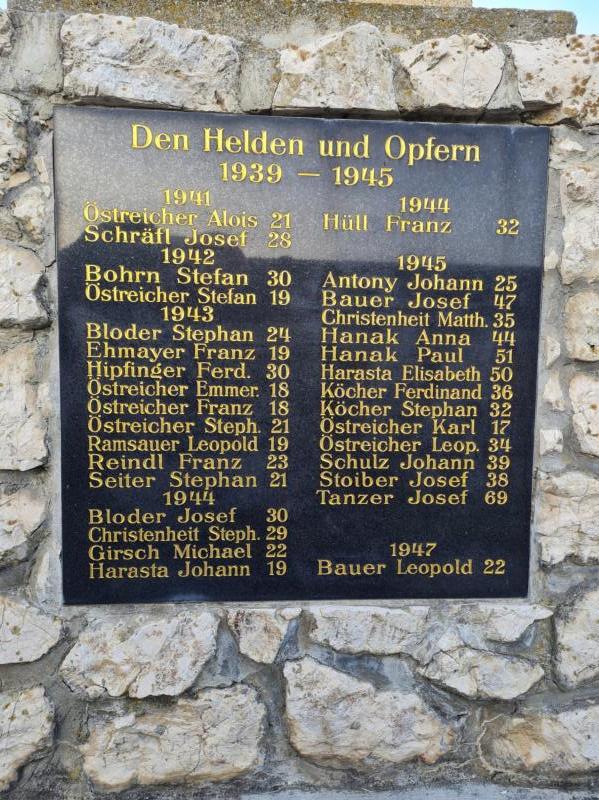 Den Helden und Opfern
1939 — 1945
1941
Östreicher Alois 21
Schräfl Josef 28
1942
Bohrn Stefan 30
Östreicher Stefan 19
1943
Bloder Stephan 24
Ehmayer Franz 19
Hipfinger Ferd. 30
Östreicher Emmer. 18
Östreicher Franz 18
Östreicher Steph. 21
Ramsauer Leopold 19
Reindl Franz 23
Seiter Stephan 21
1944
Bloder Josef 30
Christenheit Steph. 29
Girsch Michael 22
Harasta Johann 19
1944
Hüll Franz 32
1945
Antony Johann 25
Bauer Josef 47
Christenheit Matth. 35
Hanak Anna 44
Hanak Paul 51
Harasta Elisabeth 50
Köcher Ferdinand 36
Köcher Stephan 32
Östreicher Karl 17
Östreicher Leop. 34
Schulz Johann 39
Stoiber Josef 38
Tanzer Josef 69
1947
Bauer Leopold 22